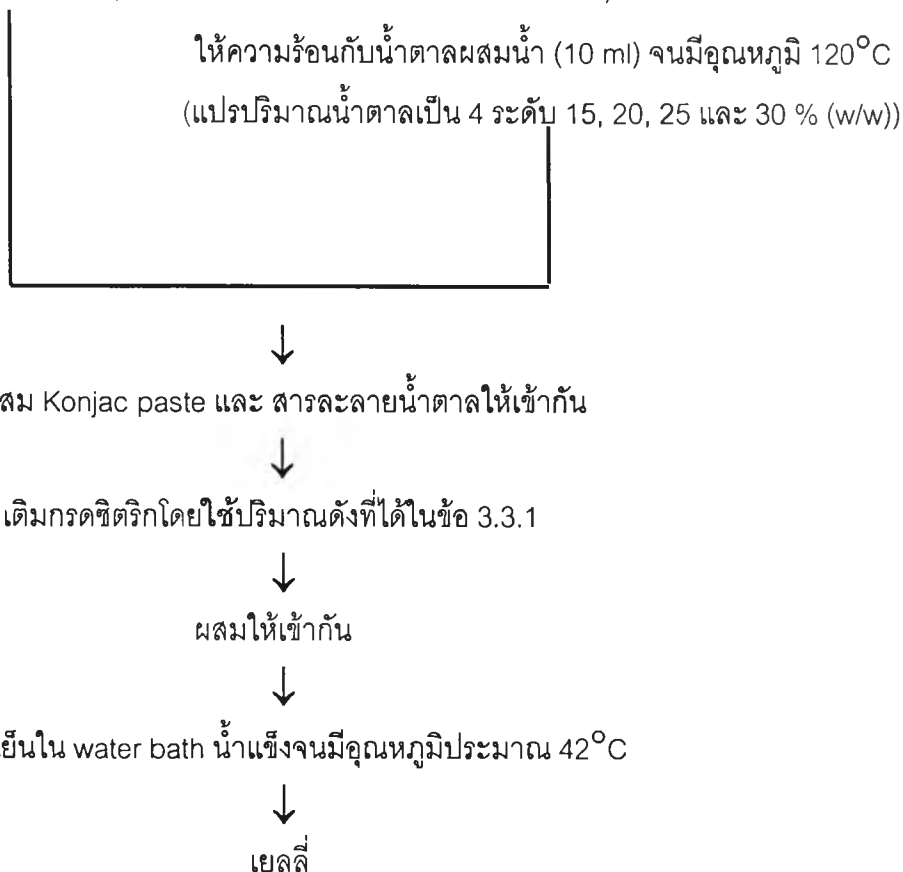 ให้ความร้อนกับน้ำตาลผสมน้ำ (10 ml) จนมีอุณหภูมิ 120°C
(แปรปริมาณน้ำตาลเป็น 4 ระดับ 15, 20, 25 และ 30 % (w/w))
↓
Konjac paste และ สารละลายน้ำตาลให้เข้ากัน
↓
เติมกรดซิตริกโดยใช้ปริมาณดังที่ได้ในข้อ 3.3.1
↓
ผสมให้เข้ากัน
↓
ใน water bath น้ำแข็งจนมีอุณหภูมิประมาณ 42°C
↓
เยลลี่